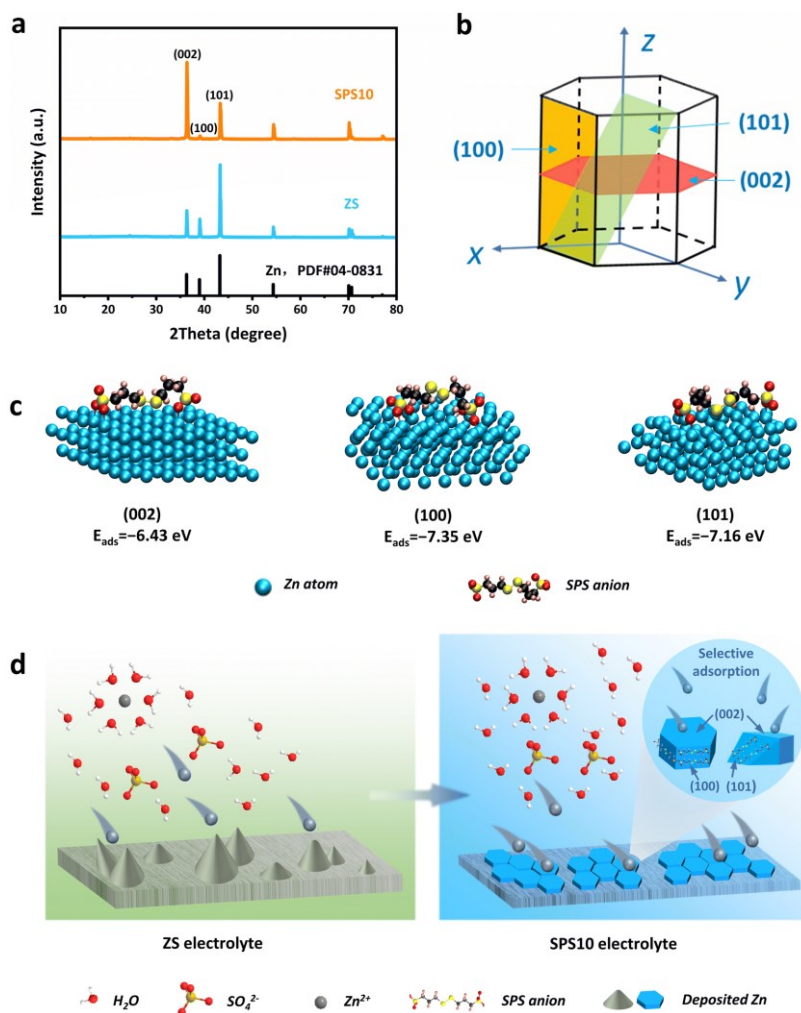 a
(002)
(101)
(100)
SPS10
ZS
Zn， PDF#04-0831
Intensity (a.u.)
10 20 30 40 50 60 70 80
2Theta (degree)
b
z
(101)
(100)
(002)
x
y
c
(002) (100) (101)
Eads=−6.43 eV Eads=−7.35 eV Eads=−7.16 eV
Zn atom SPS anion
d
Selective
adsorption
(002)
(100) (101)
ZS electrolyte SPS10 electrolyte
H2O SO42- Zn2+ SPS anion Deposited Zn